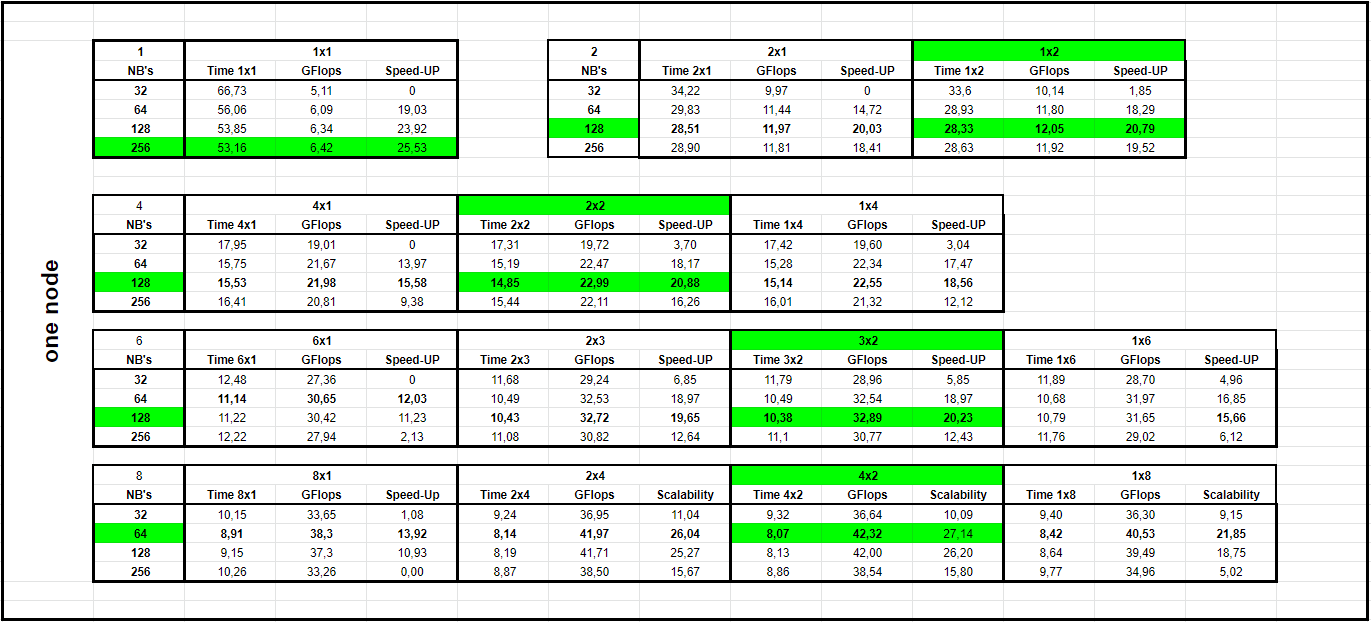 one node
1 1x1
NB's Time 1x1 GFlops Speed-UP
32 66,73 5,11 0
64 56,06 6,09 19,03
128 53,85 6,34 23,92
256 53,16 6,42 25,53
2 2x1 1x2
NB's Time 2x1 GFlops Speed-UP Time 1x2 GFlops Speed-UP
32 34,22 9,97 0 33,6 10,14 1,85
64 29,83 11,44 14,72 28,93 11,80 18,29
128 28,51 11,97 20,03 28,33 12,05 20,79
256 28,90 11,81 18,41 28,63 11,92 19,52
4 4x1 2x2 1x4
NB's Time 4x1 GFlops Speed-UP Time 2x2 GFlops Speed-UP Time 1x4 GFlops Speed-UP
32 17,95 19,01 0 17,31 19,72 3,70 17,42 19,60 3,04
64 15,75 21,67 13,97 15,19 22,47 18,17 15,28 22,34 17,47
128 15,53 21,98 15,58 14,85 22,99 20,88 15,14 22,55 18,56
256 16,41 20,81 9,38 15,44 22,11 16,26 16,01 21,32 12,12
6 6x1 2x3 3x2 1x6
NB's Time 6x1 GFlops Speed-UP Time 2x3 GFlops Speed-UP Time 3x2 GFlops Speed-UP Time 1x6 GFlops Speed-UP
32 12,48 27,36 0 11,68 29,24 6,85 11,79 28,96 5,85 11,89 28,70 4,96
64 11,14 30,65 12,03 10,49 32,53 18,97 10,49 32,54 18,97 10,68 31,97 16,85
128 11,22 30,42 11,23 10,43 32,72 19,65 10,38 32,89 20,23 10,79 31,65 15,66
256 12,22 27,94 2,13 11,08 30,82 12,64 11,1 30,77 12,43 11,76 29,02 6,12
8 8x1 2x4 4x2 1x8
NB's Time 8x1 GFlops Speed-Up Time 2x4 GFlops Scalability Time 4x2 GFlops Scalability Time 1x8 GFlops Scalability
32 10,15 33,65 1,08 9,24 36,95 11,04 9,32 36,64 10,09 9,40 36,30 9,15
64 8,91 38,3 13,92 8,14 41,97 26,04 8,07 42,32 27,14 8,42 40,53 21,85
128 9,15 37,3 10,93 8,19 41,71 25,27 8,13 42,00 26,20 8,64 39,49 18,75
256 10,26 33,26 0,00 8,87 38,50 15,67 8,86 38,54 15,80 9,77 34,96 5,02